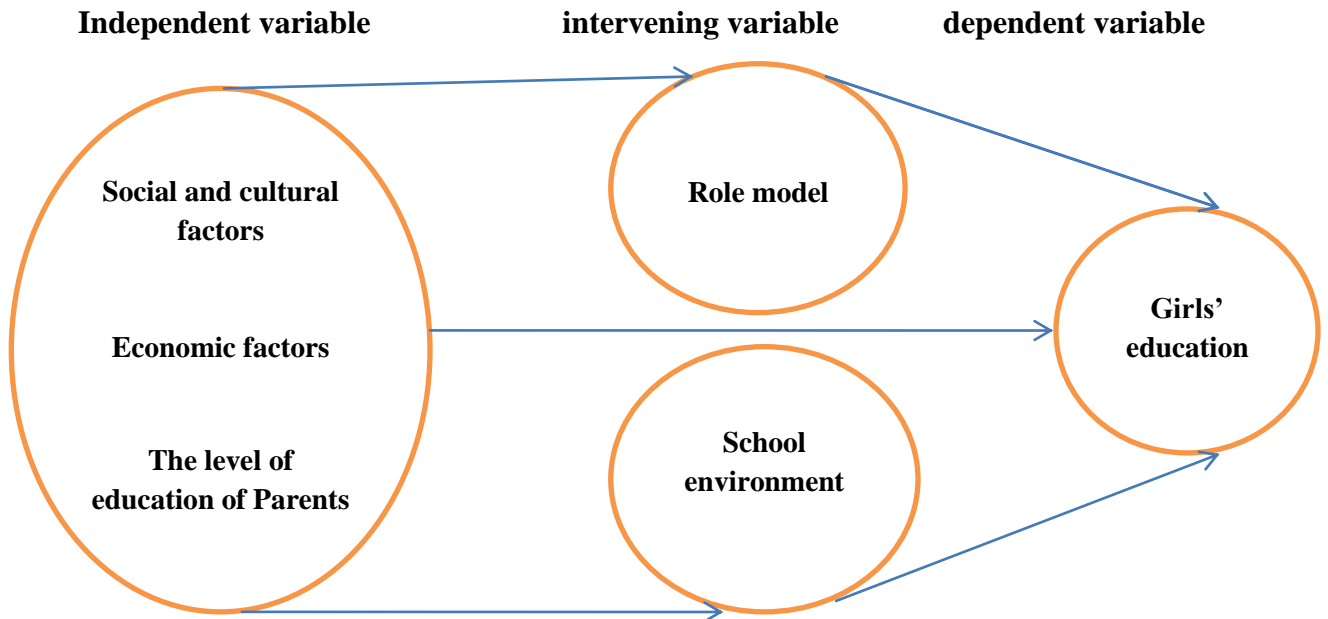 Independent variable
intervening variable
dependent variable
Social and cultural
factors
Economic factors
The level of
education of Parents
Role model
School
environment
Girls’
education